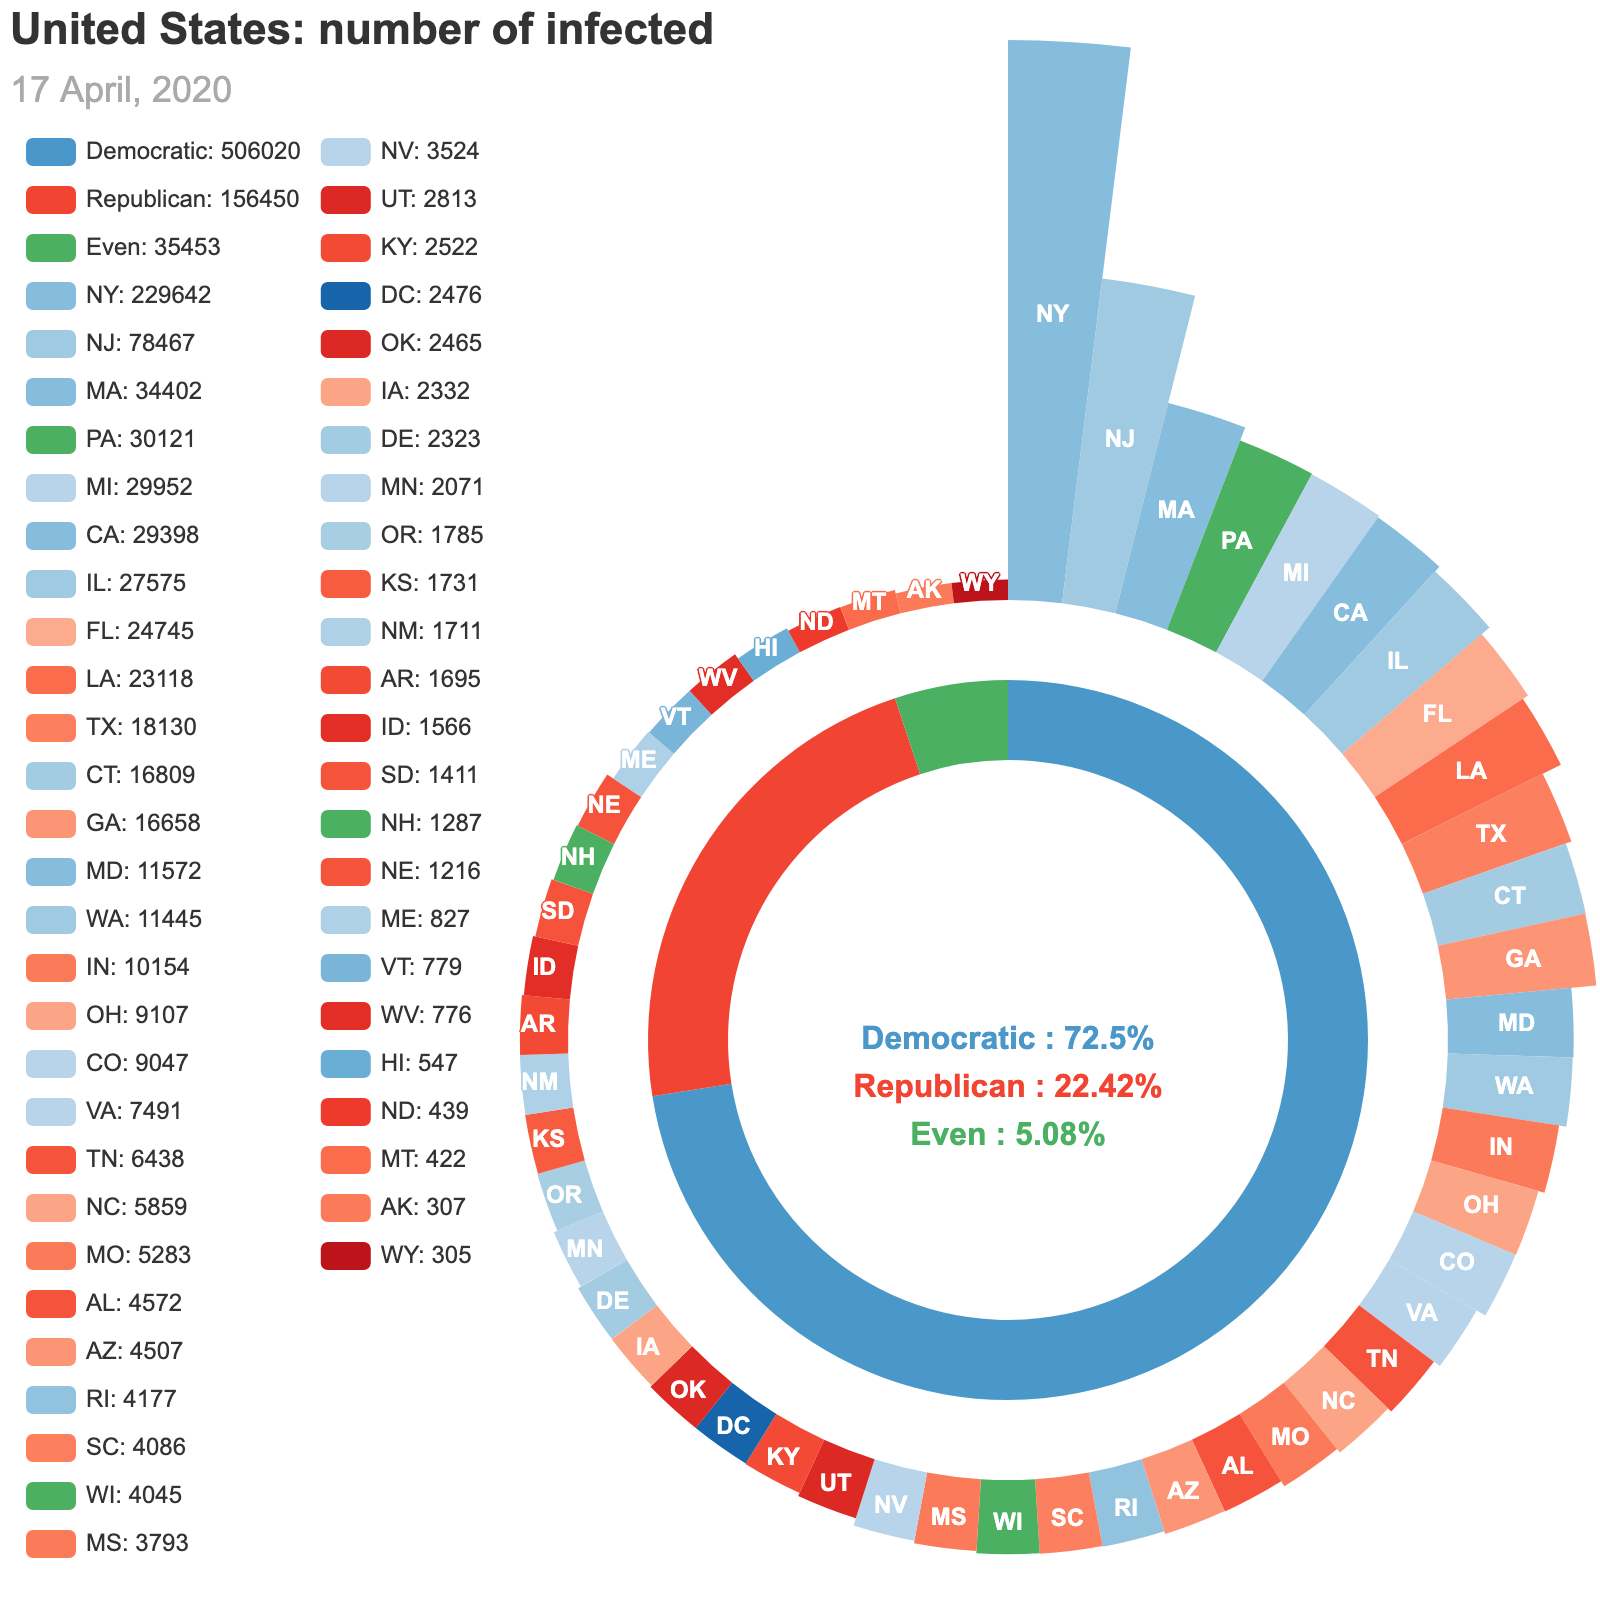 United States: number of infected
17 April, 2020
Democratic: 506020
Republican: 156450
Even: 35453
NY: 229642
NJ: 78467
MA: 34402
PA: 30121
MI: 29952
CA: 29398
IL: 27575
FL: 24745
LA: 23118
TX: 18130
CT: 16809
GA: 16658
MD: 11572
WA: 11445
IN: 10154
OH: 9107
CO: 9047
VA: 7491
TN: 6438
NC: 5859
MO: 5283
AL: 4572
AZ: 4507
RI: 4177
SC: 4086
WI: 4045
MS: 3793
NV: 3524
UT: 2813
KY: 2522
DC: 2476
OK: 2465
IA: 2332
DE: 2323
MN: 2071
OR: 1785
KS: 1731
NM: 1711
AR: 1695
ID: 1566
SD: 1411
NH: 1287
NE: 1216
ME: 827
VT: 779
WV: 776
HI: 547
ND: 439
MT: 422
AK: 307
WY: 305
NY
NJ
MA
PA
MI
CA
IL
FL
LA
TX
CT
GA
MD
WA
IN
OH
CO
VA
TN
NC
MO
AL
AZ
RI
SC
WI
MS
NV
UT
KY
DC
OK
IA
DE
MN
OR
KS
NM
AR
ID
SD
NH
NE
ME
VT
WV
HI
ND
MT
AK
WY
Democratic : 72.5%
Republican : 22.42%
Even : 5.08%